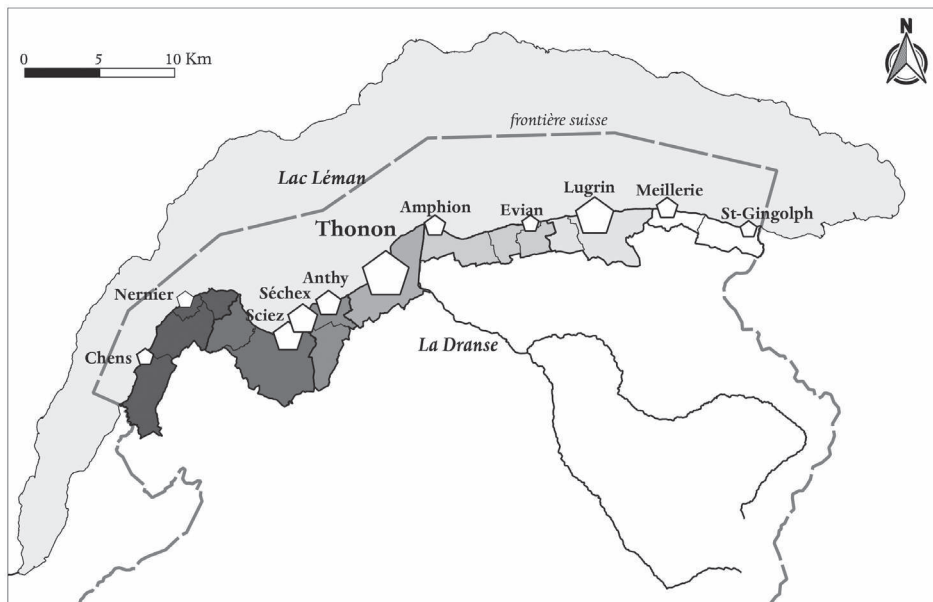 N
0 5 10 Km
frontière suisse
Lac Léman
Lugrin
Meillerie
Amphion
Evian
St-Gingolph
Thonon
Anthy
Nernier
Séchex
Sciez
La Dranse
Chens